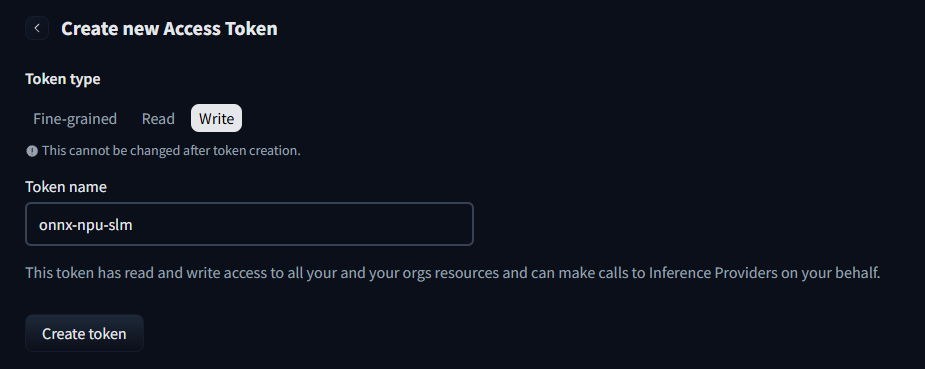 Create new Access Token
Token type
Fine-grained Read Write
This cannot be changed after token creation.
Token name
onnx-npu-slm
This token has read and write access to all your and your orgs resources and can make calls to Inference Providers on your behalf.
Create token